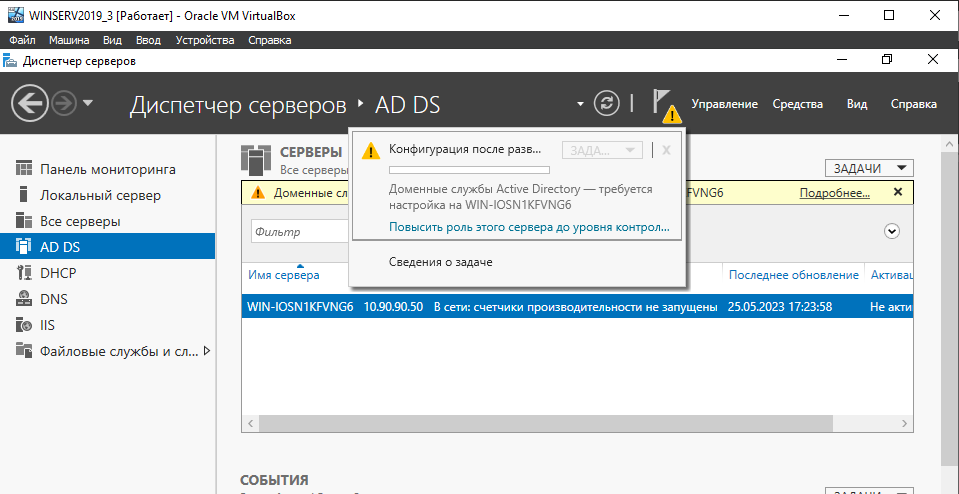 WINSERV2019_3 [Работает] - Oracle VM VirtualBox
Файл Машина Вид Ввод Устройства Справка
Диспетчер серверов
Диспетчер серверов AD DS Управление Средства Вид Справка
Панель мониторинга
Локальный сервер
Все серверы
AD DS
DHCP
DNS
IIS
Файловые службы и сл...
СЕРВЕРЫ
Все серверы
ЗАДАЧИ
Доменные сл
FVNG6 Подробнее...
Фильтр
Конфигурация после разв... ЗАДА... X
Доменные службы Active Directory — требуется
настройка на WIN-IOSN1KFVNG6
Повысить роль этого сервера до уровня контрол...
Сведения о задаче
Имя сервера Последнее обновление Активац
WIN-IOSN1KFVNG6 10.90.90.50 В сети: счетчики производительности не запущены 25.05.2023 17:23:58 Не акти
СОБЫТИЯ